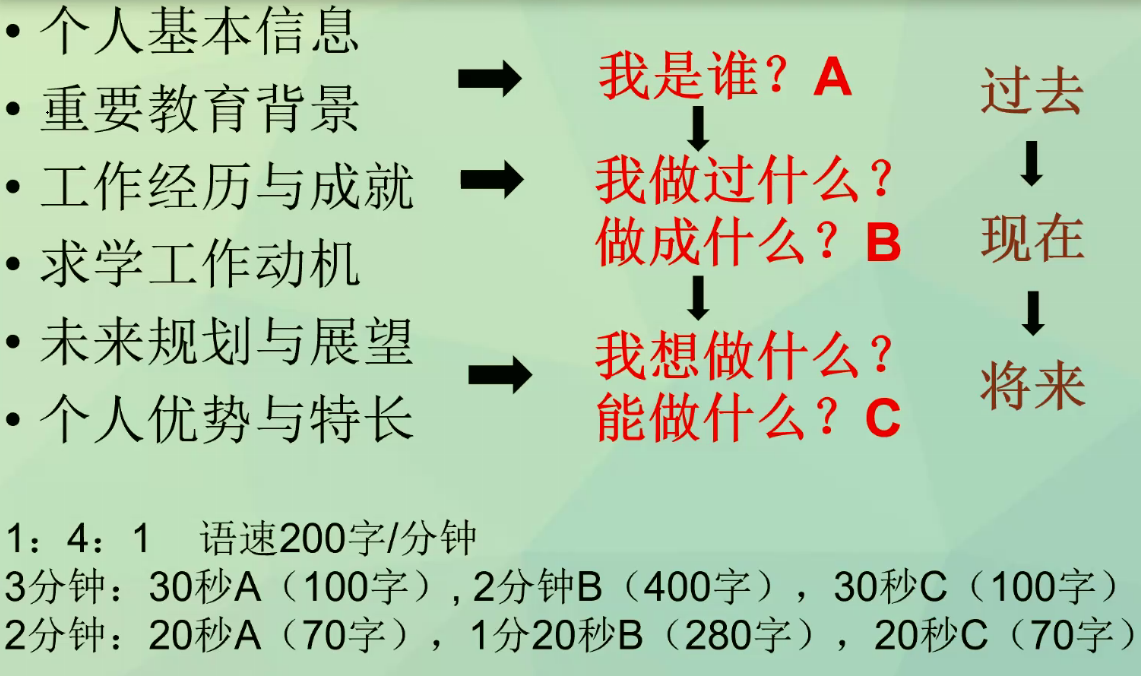 • 个人基本信息
• 重要教育背景
• 工作经历与成就
• 求学工作动机
• 未来规划与展望
• 个人优势与特长
我是谁？A
我做过什么？
做成什么？B
我想做什么？
能做什么？C
过去
现在
将来
1：4：1 语速200字/分钟
3分钟：30秒A（100字）, 2分钟B（400字），30秒C（100字）
2分钟：20秒A（70字），1分20秒B（280字），20秒C（70字）